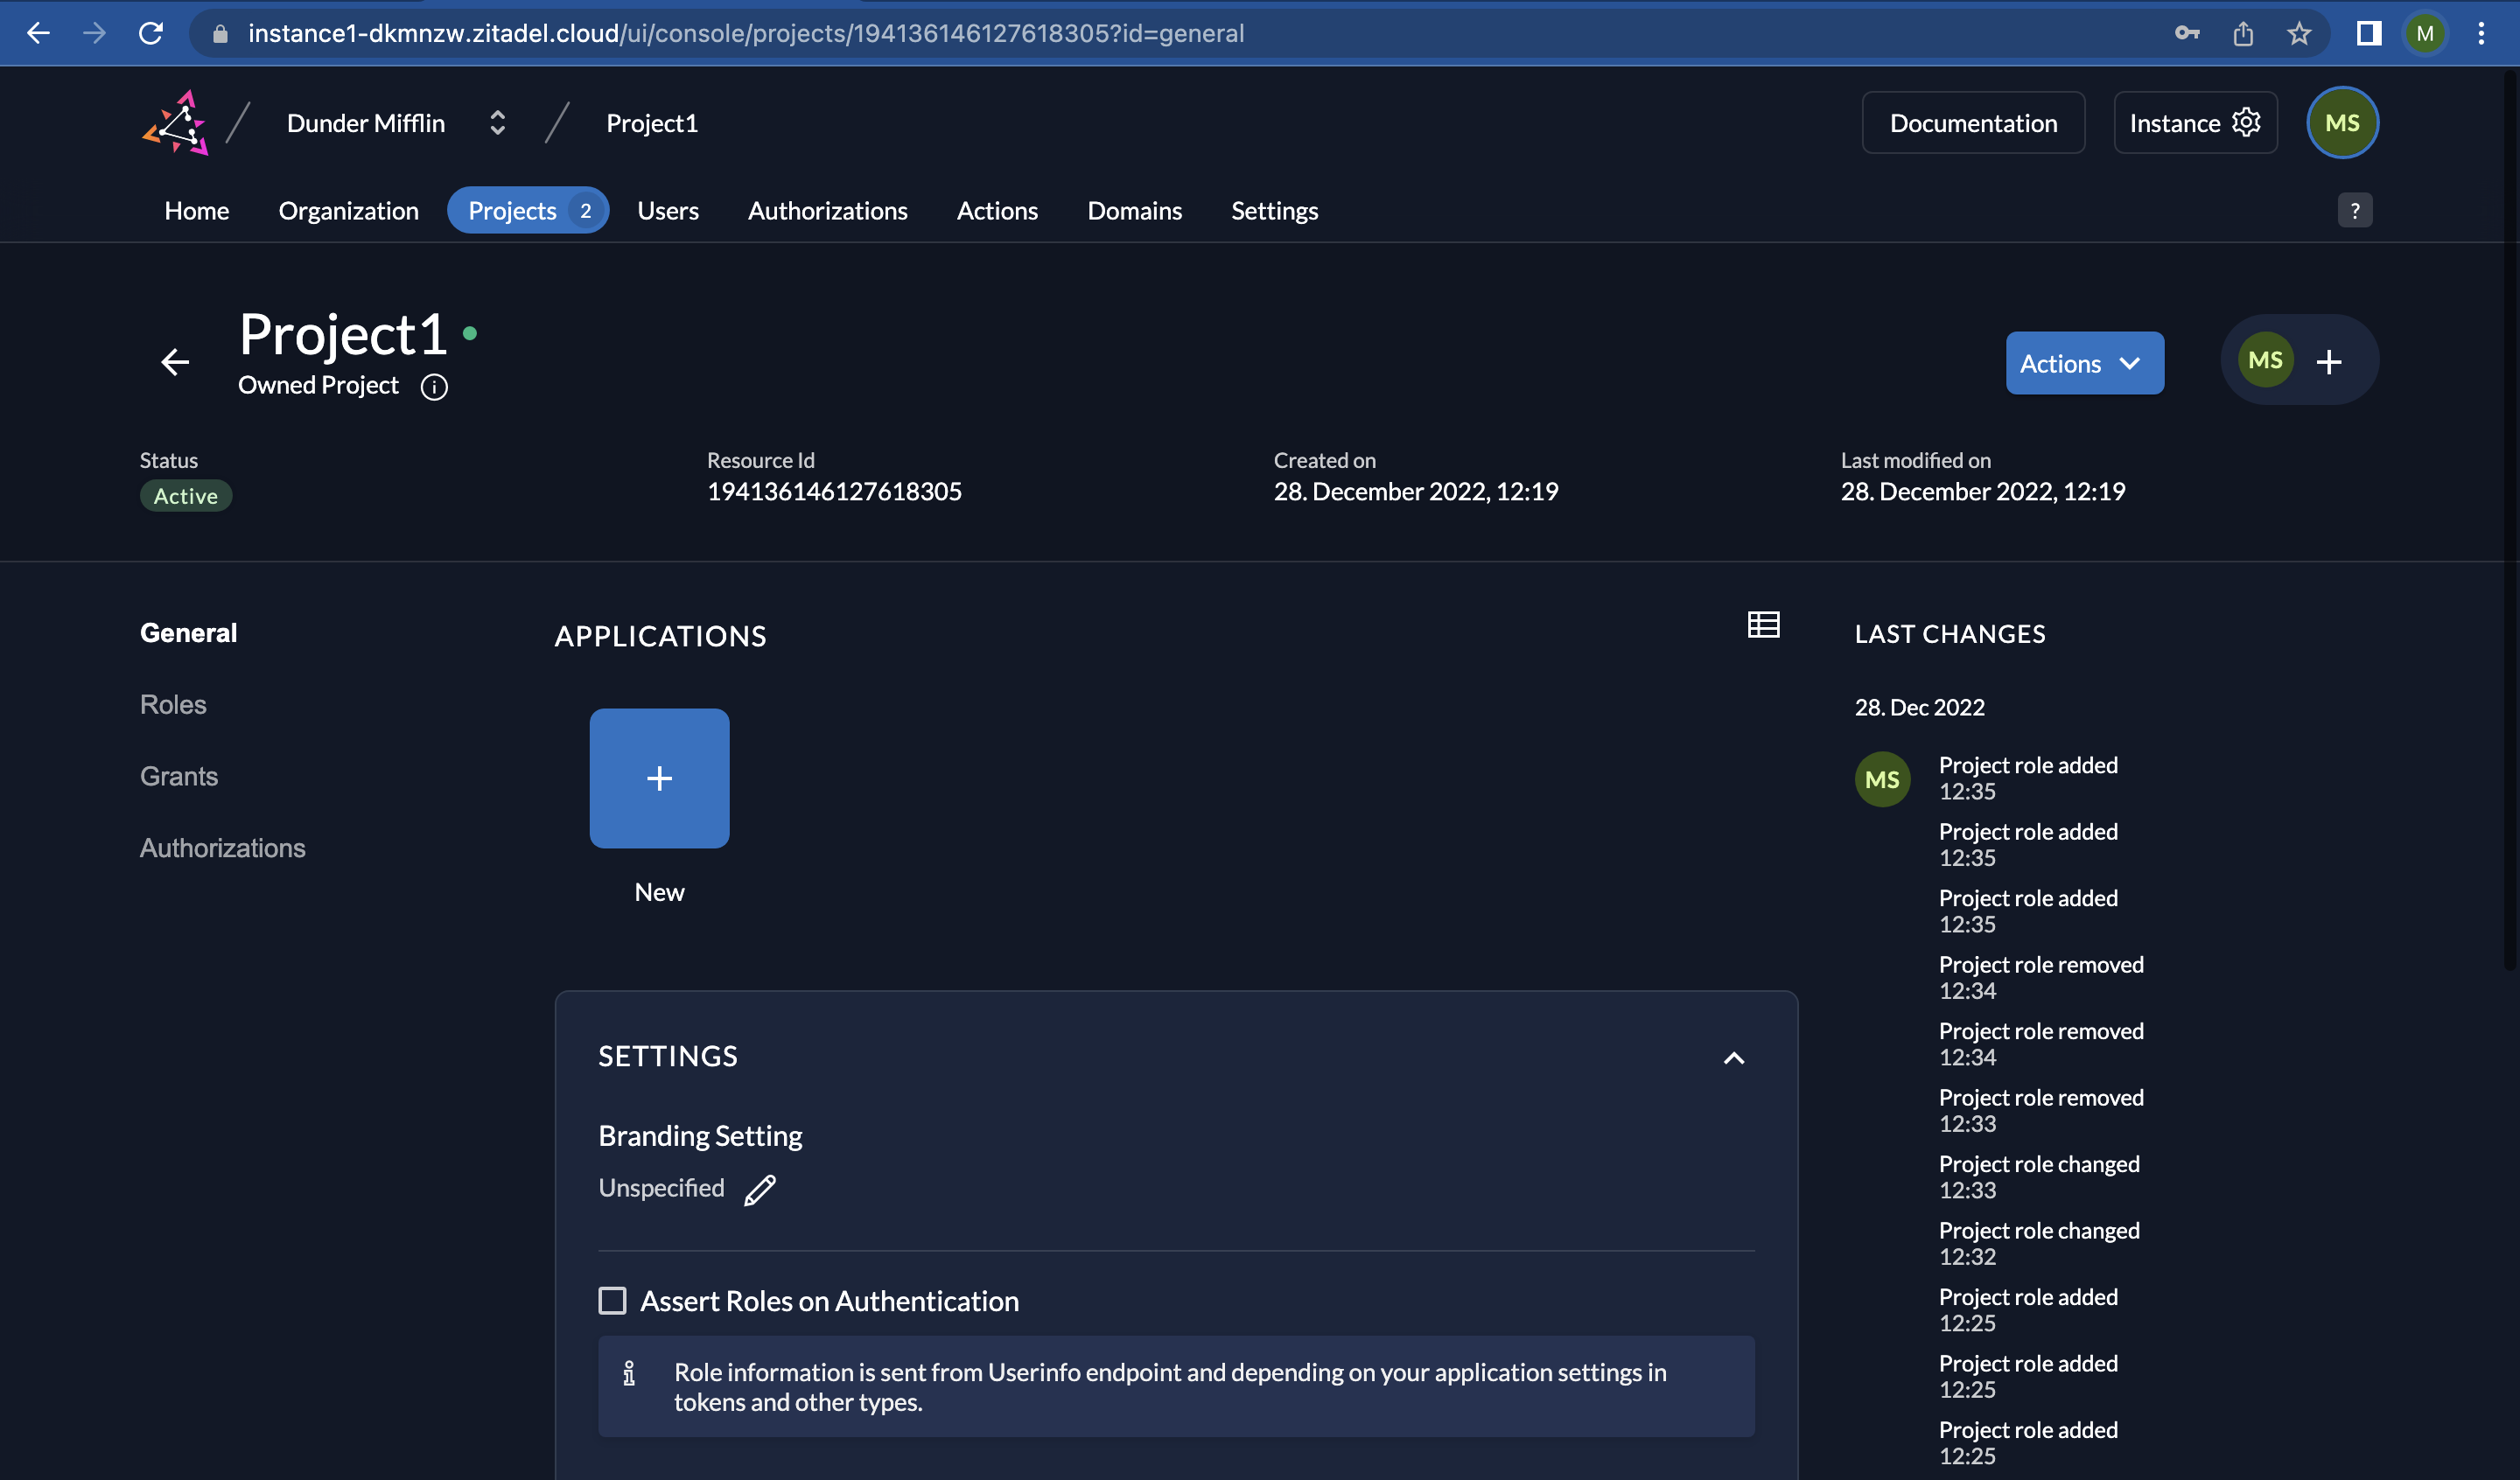 instance1-dkmnzw.zitadel.cloud/ui/console/projects/194136146127618305?id=general
M
Dunder Mifflin
Project1
Documentation
Instance
MS
Home
Organization
Projects 2
Users
Authorizations
Actions
Domains
Settings
?
Project1
Owned Project
Actions
MS
Status
Active
Resource Id
194136146127618305
Created on
28. December 2022, 12:19
Last modified on
28. December 2022, 12:19
General
Roles
Grants
Authorizations
APPLICATIONS
New
SETTINGS
Branding Setting
Unspecified
Assert Roles on Authentication
Role information is sent from Userinfo endpoint and depending on your application settings in
tokens and other types.
LAST CHANGES
28. Dec 2022
MS
Project role added
12:35
Project role added
12:35
Project role added
12:35
Project role removed
12:34
Project role removed
12:34
Project role removed
12:33
Project role changed
12:33
Project role changed
12:32
Project role added
12:25
Project role added
12:25
Project role added
12:25